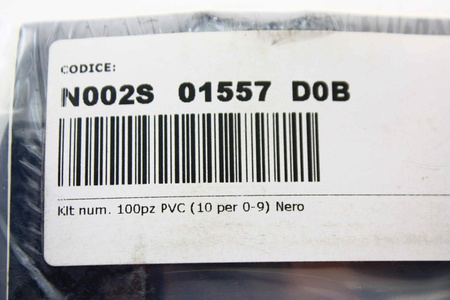 CODICE:
N002S 01557 D0B
Kit num. 100pz PVC (10 per 0-9) Nero